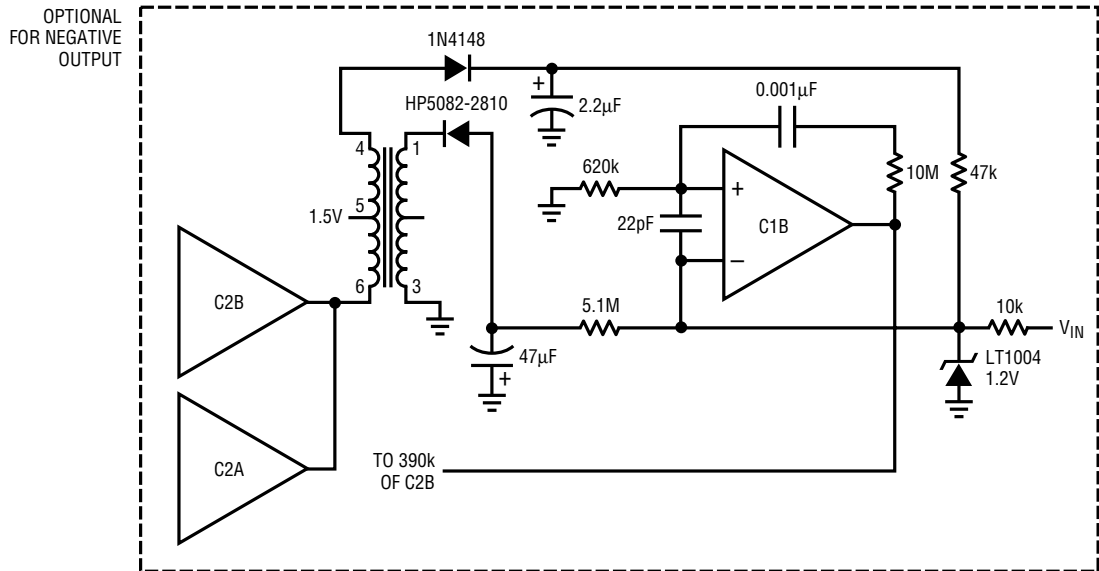 OPTIONAL
FOR NEGATIVE
OUTPUT
1N4148
+
2.2µF
0.001µF
HP5082-2810
4
1
620k
10M
47k
+
5
1.5V
22pF
C1B
–
C2B
6
3
5.1M
10k
VIN
47µF
+
LT1004
1.2V
C2A
TO 390k
OF C2B